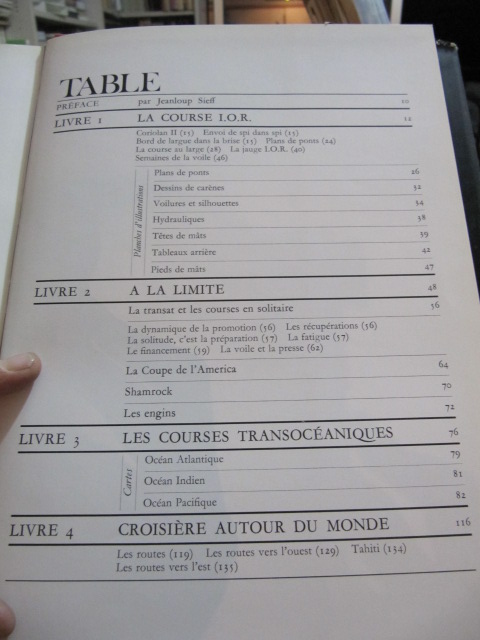 TABLE
PRÉFACE par Jeanloup Sieff 10
LIVRE 1 LA COURSE I.O.R. 12
Coriolan II (13) Envoi de spi dans spi (13)
Bord de largue dans la brise (13) Plans de ponts (24)
La course au large (28) La jauge I.O.R. (40)
Semaines de la voile (46)
Planches d'illustrations
Plans de ponts 26
Dessins de carènes 32
Voilures et silhouettes 34
Hydrauliques 38
Têtes de mâts 39
Tableaux arrière 42
Pieds de mâts 47
LIVRE 2 A LA LIMITE 48
La transat et les courses en solitaire 56
La dynamique de la promotion (56) Les récupérations (56)
La solitude, c'est la préparation (57) La fatigue (57)
Le financement (59) La voile et la presse (62)
La Coupe de l'America 64
Shamrock 70
Les engins 72
LIVRE 3 LES COURSES TRANSOCÉANIQUES 76
Cartes
Océan Atlantique 79
Océan Indien 81
Océan Pacifique 82
LIVRE 4 CROISIÈRE AUTOUR DU MONDE 116
Les routes (119) Les routes vers l'ouest (129) Tahiti (134)
Les routes vers l'est (135)